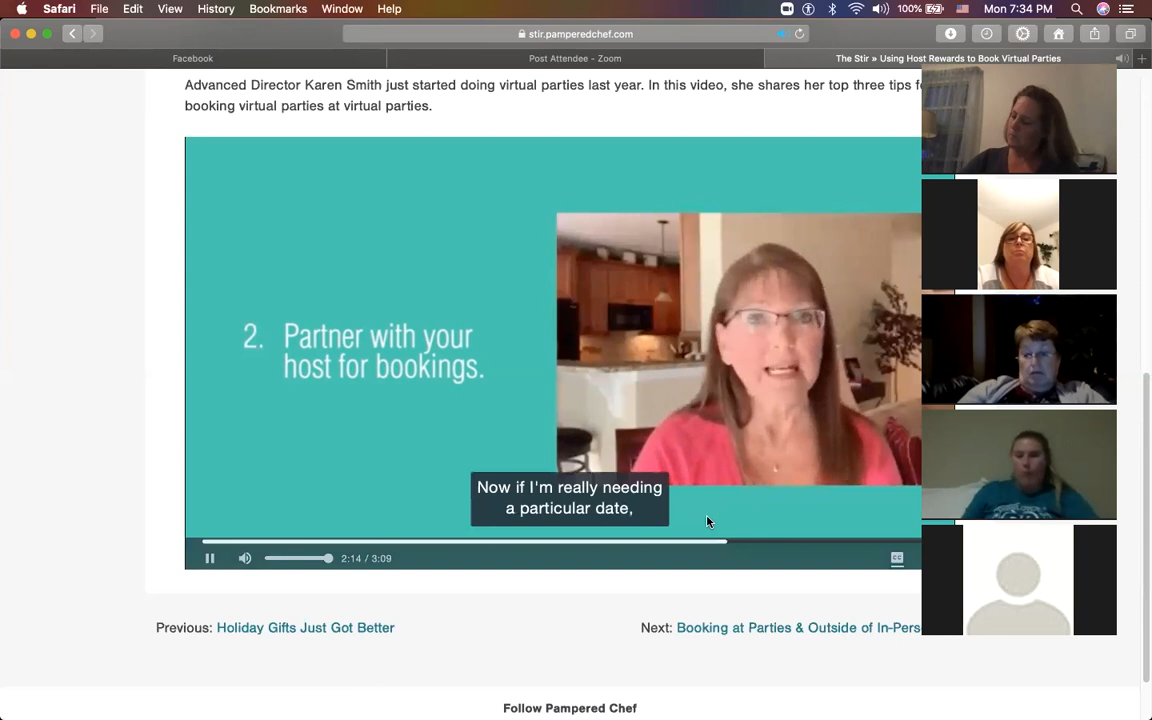 Safari File Edit View History Bookmarks Window Help 100% Mon 7:34 PM
stir.pamperedchef.com
Facebook Post Attendee - Zoom The Stir » Using Host Rewards to Book Virtual Parties
Advanced Director Karen Smith just started doing virtual parties last year. In this video, she shares her top three tips
booking virtual parties at virtual parties.
2. Partner with your
host for bookings.
Now if I'm really needing
a particular date,
2:14 / 3:09 CC
Previous: Holiday Gifts Just Got Better Next: Booking at Parties & Outside of In-Pers
Follow Pampered Chef